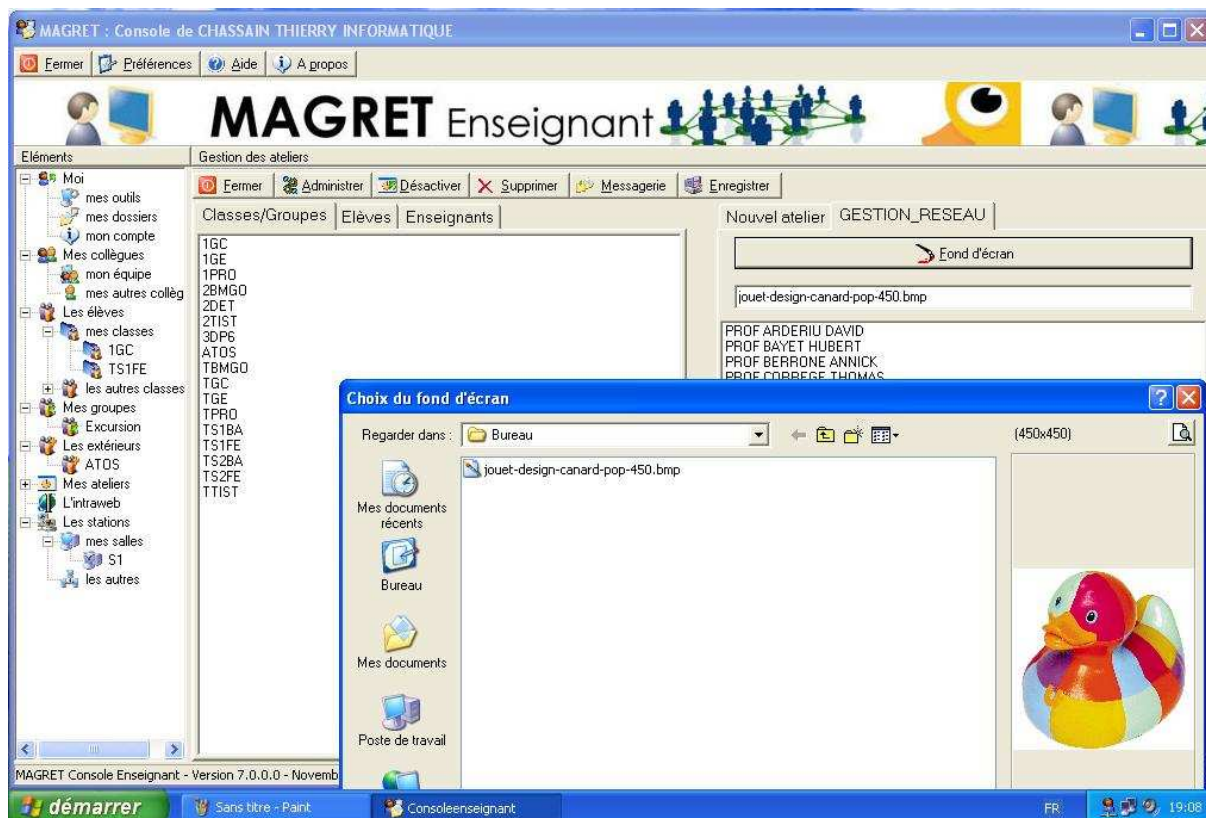 MAGRET : Console de CHASSAIN THIERRY INFORMATIQUE
Fermer Préférences Aide A propos
MAGRET Enseignant
Eléments
Gestion des ateliers
Moi
mes outils
mes dossiers
mon compte
Mes collègues
mon équipe
mes autres collèg
Les élèves
mes classes
1GC
TS1FE
les autres classes
Mes groupes
Excursion
Les extérieurs
ATOS
Mes ateliers
L'intraweb
Les stations
mes salles
S1
les autres
Fermer Administrer Désactiver Supprimer Messagerie Enregistrer
Classes/Groupes Elèves Enseignants
1GC
1GE
1PRO
2BMGO
2DET
2TIST
3DP6
ATOS
TBMGO
TGC
TGE
TPRO
TS1BA
TS1FE
TS2BA
TS2FE
TTIST
Nouvel atelier GESTION_RESEAU
Fond d'écran
jouet-design-canard-pop-450.bmp
PROF ARDERIU DAVID
PROF BAYET HUBERT
PROF BERRONE ANNICK
PROF CORREGE THOMAS
Choix du fond d'écran
Regarder dans : Bureau
(450x450)
jouet-design-canard-pop-450.bmp
Mes documents
récents
Bureau
Mes documents
Poste de travail
MAGRET Console Enseignant - Version 7.0.0.0 - Novemb
démarrer Sans titre - Paint Consoleenseignant FR 19:08